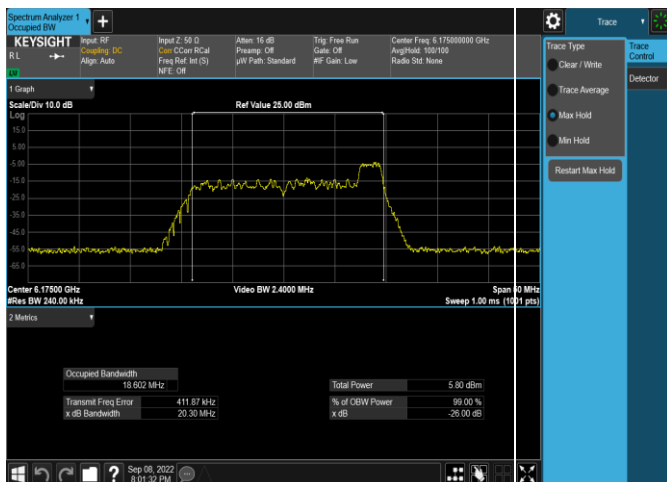 Spectrum Analyzer 1
Occupied BW
Trace
KEYSIGHT
R L
LXI
Input: RF
Coupling: DC
Align: Auto
Input Z: 50 Ω
Corr CCorr RCal
Freq Ref: Int (S)
NFE: Off
Atten: 16 dB
Preamp: Off
µW Path: Standard
Trig: Free Run
Gate: Off
#IF Gain: Low
Center Freq: 6.175000000 GHz
Avg|Hold: 100/100
Radio Std: None
Trace Type
Clear / Write
Trace Average
Max Hold
Min Hold
Restart Max Hold
Trace
Control
Detector
1 Graph
Scale/Div 10.0 dB
Ref Value 25.00 dBm
Log
15.0
5.00
-5.00
-15.0
-25.0
-35.0
-45.0
-55.0
-65.0
Center 6.17500 GHz
#Res BW 240.00 kHz
Video BW 2.4000 MHz
Sweep 1.00 ms (1001 pts)
2 Metrics
Occupied Bandwidth
18.602 MHz
Transmit Freq Error 411.87 kHz
x dB Bandwidth 20.30 MHz
Total Power 5.80 dBm
% of OBW Power 99.00 %
x dB -26.00 dB
Sep 08, 2022
8:01:32 PM